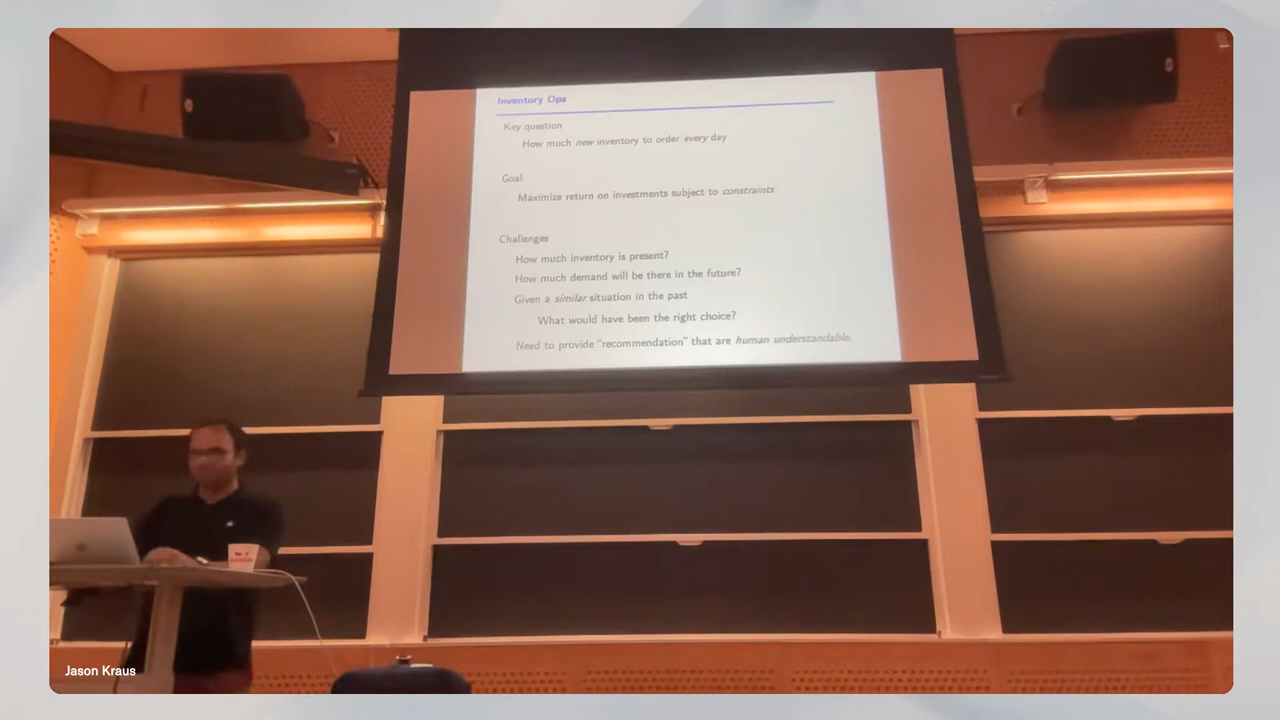 Inventory Ops
Key question
How much new inventory to order every day
Goal
Maximize return on investments subject to constraints
Challenges
How much inventory is present?
How much demand will be there in the future?
Given a similar situation in the past
What would have been the right choice?
Need to provide "recommendation" that are human understandable.
Jason Kraus